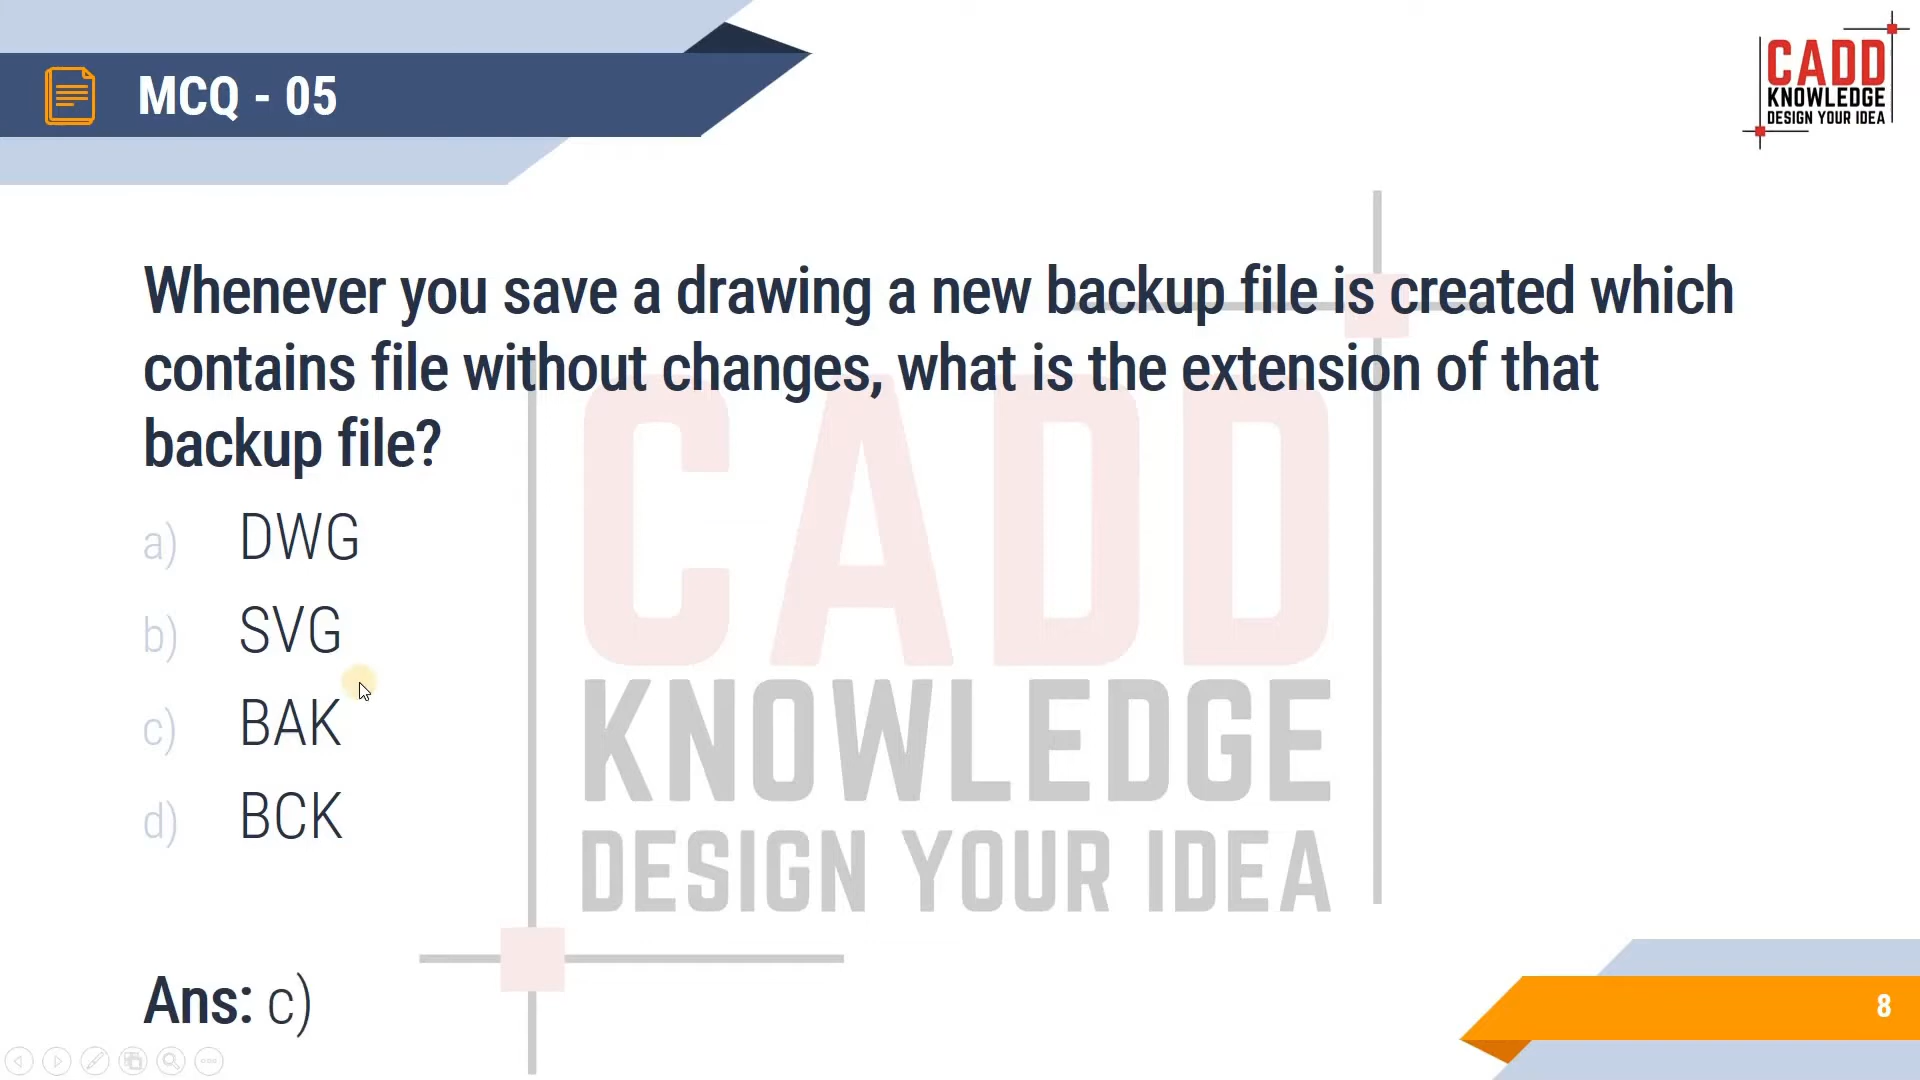 MCQ - 05
CADD
KNOWLEDGE
DESIGN YOUR IDEA
Whenever you save a drawing a new backup file is created which
contains file without changes, what is the extension of that
backup file?
a) DWG
b) SVG
c) BAK
d) BCK
CADD
KNOWLEDGE
DESIGN YOUR IDEA
Ans: c)
8